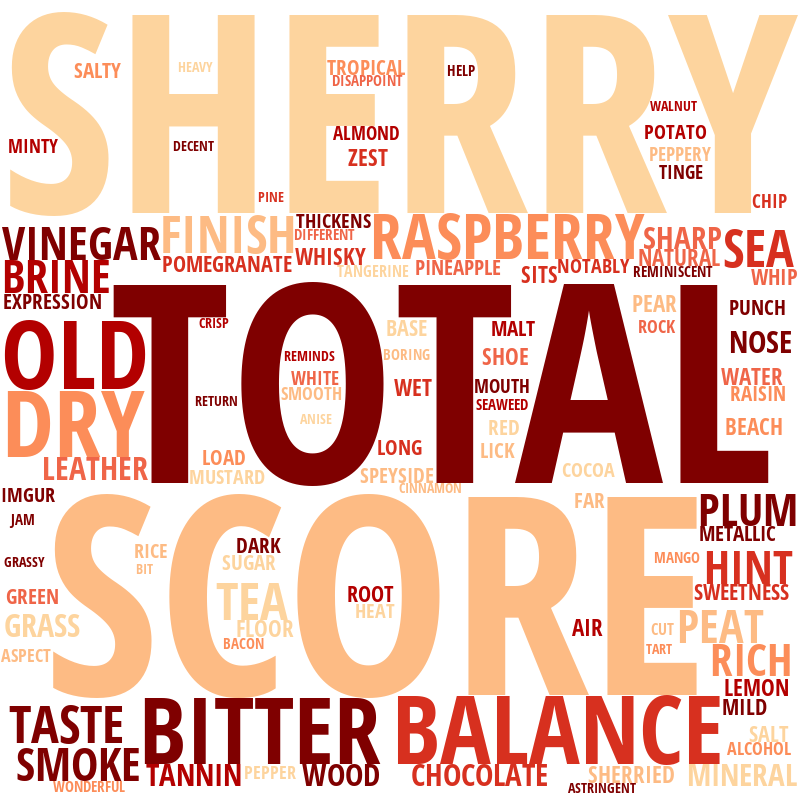 SHERRY
SALTY
HEAVY
TROPICAL
DISAPPOINT
HELP
WALNUT
MINTY
DECENT
ALMOND
ZEST
POTATO
PEPPERY
TINGE
PINE
CHIP
VINEGAR
FINISH
THICKENS
DIFFERENT
RASPBERRY
SHARP
NATURAL
SEA
BRINE
POMEGRANATE
WHISKY
TANGERINE
PINEAPPLE
SITS
NOTABLY
REMINISCENT
WHIP
EXPRESSION
TOTAL
PEAR
PUNCH
OLD
CRISP
BASE
MALT
ROCK
NOSE
REMINDS
BORING
SHOE
WHITE
SMOOTH
WET
MOUTH
WATER
RAISIN
DRY
RETURN
ANISE
SEAWEED
RED
BEACH
LONG
LICK
LEATHER
LOAD
MUSTARD
SPEYSIDE
CINNAMON
COCOA
IMGUR
SCORE
FAR
PLUM
JAM
METALLIC
GRASSY
RICE
BIT
DARK
SUGAR
MANGO
HINT
GREEN
TEA
ROOT
HEAT
SWEETNESS
GRASS
FLOOR
AIR
CUT
PEAT
ASPECT
BACON
TART
RICH
LEMON
TASTE
BITTER
BALANCE
MILD
SALT
ALCOHOL
SMOKE
WONDERFUL
TANNIN
PEPPER
WOOD
CHOCOLATE
ASTRINGENT
SHERRIED
MINERAL